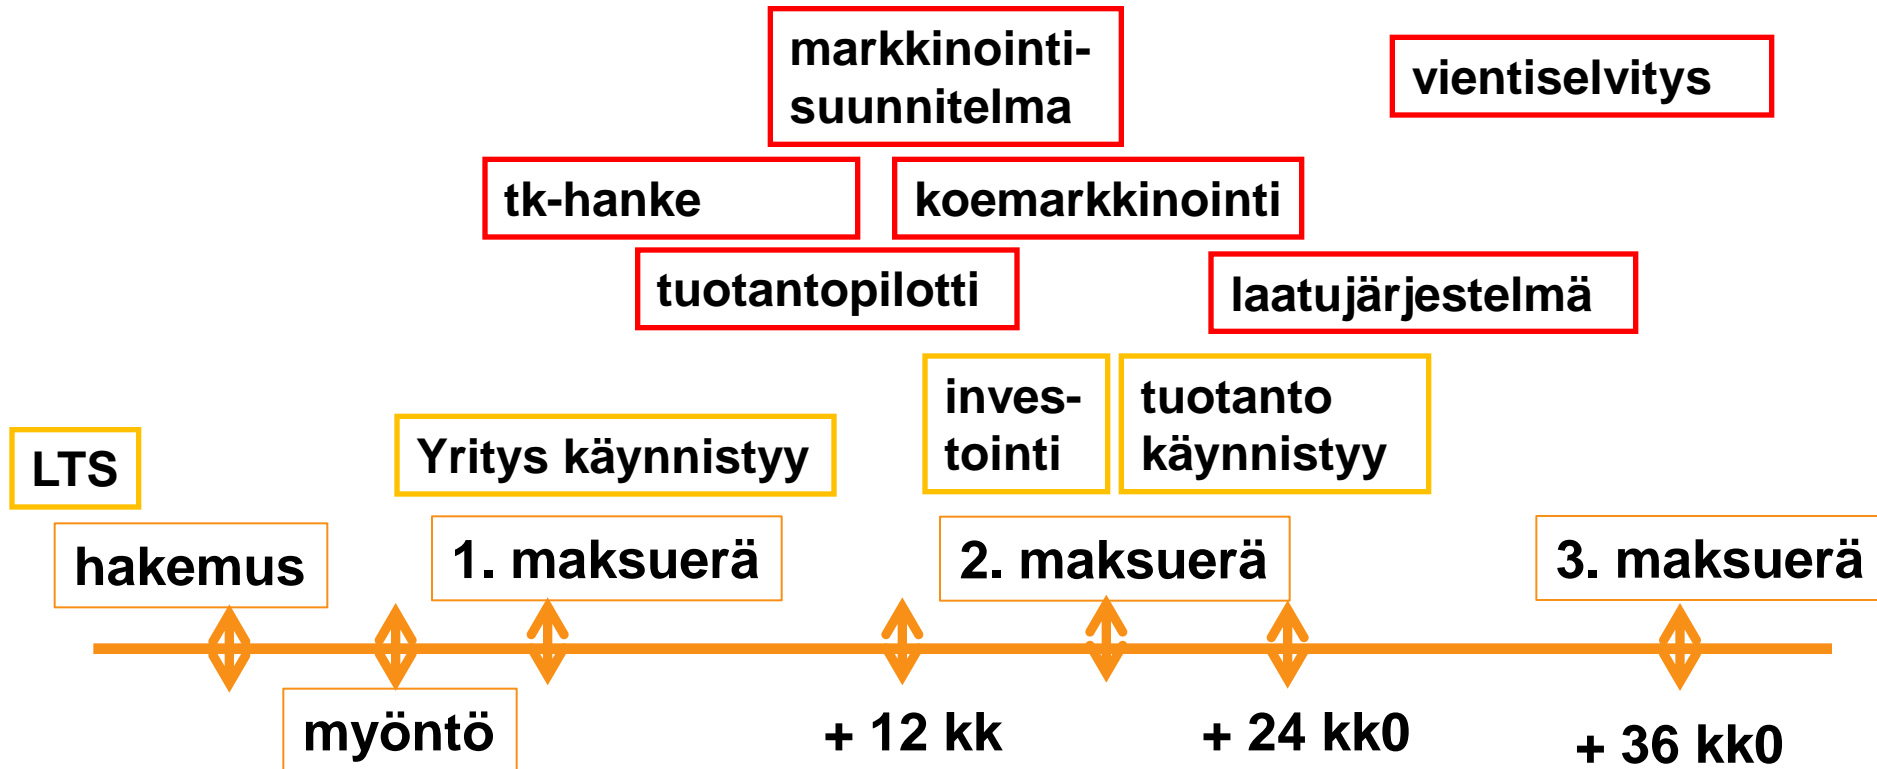 markkinointi-
suunnitelma
vientiselvitys
tk-hanke
koemarkkinointi
tuotantopilotti
laatujärjestelmä
inves-
tointi
tuotanto
käynnistyy
Yritys käynnistyy
LTS
hakemus
1. maksuerä
2. maksuerä
3. maksuerä
myöntö
+ 12 kk
+ 24 kk0
+ 36 kk0